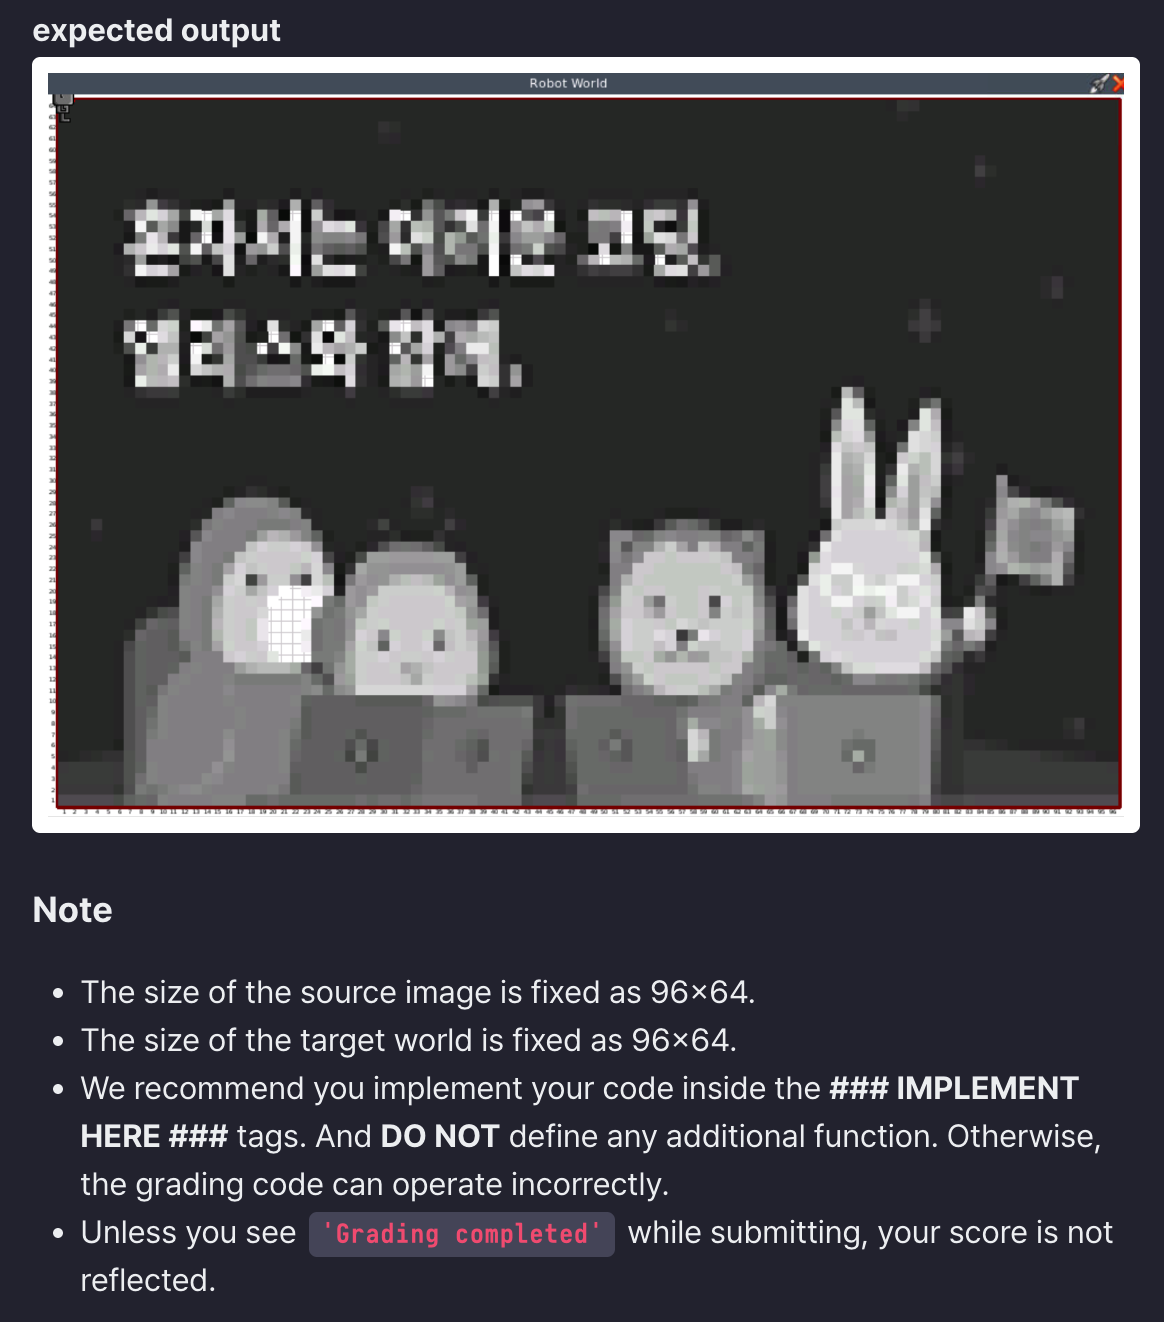 expected output
Robot World
혼자서는 어려운 코딩,
엘리스와 함께.
Note
• The size of the source image is fixed as 96×64.
• The size of the target world is fixed as 96×64.
• We recommend you implement your code inside the ### IMPLEMENT
HERE ### tags. And DO NOT define any additional function. Otherwise,
the grading code can operate incorrectly.
• Unless you see 'Grading completed' while submitting, your score is not
reflected.